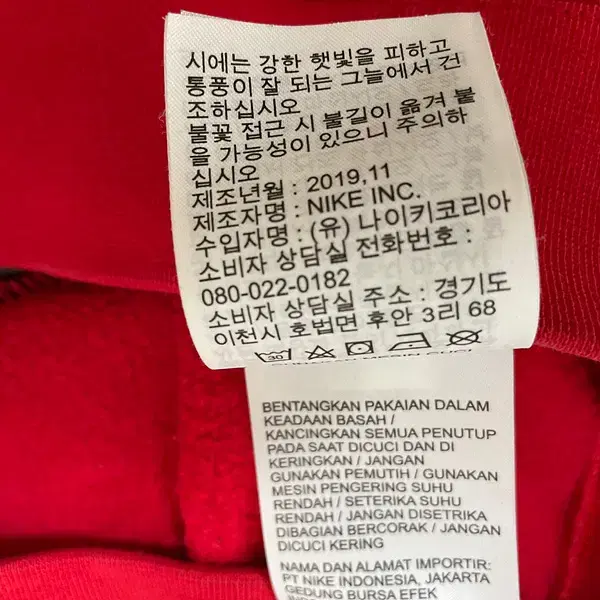 시에는 강한 햇빛을 피하고
통풍이 잘 되는 그늘에서 건
조하십시오
불꽃 접근 시 불길이 옮겨 붙
을 가능성이 있으니 주의하
십시오
제조년월 : 2019,11
제조자명 : NIKE INC.
수입자명 : (유) 나이키코리아
소비자 상담실 전화번호 :
080-022-0182
소비자 상담실 주소 : 경기도
이천시 호법면 후안 3리 68
30
BENTANGKAN PAKAIAN DALAM
KEADAAN BASAH /
KANCINGKAN SEMUA PENUTUP
PADA SAAT DICUCI DAN DI
KERINGKAN / JANGAN
GUNAKAN PEMUTIH / GUNAKAN
MESIN PENGERING SUHU
RENDAH / SETERIKA SUHU
RENDAH / JANGAN DISETRIKA
DIBAGIAN BERCORAK / JANGAN
DICUCI KERING
NAMA DAN ALAMAT IMPORTIR:
PT NIKE INDONESIA, JAKARTA
GEDUNG BURSA EFEK